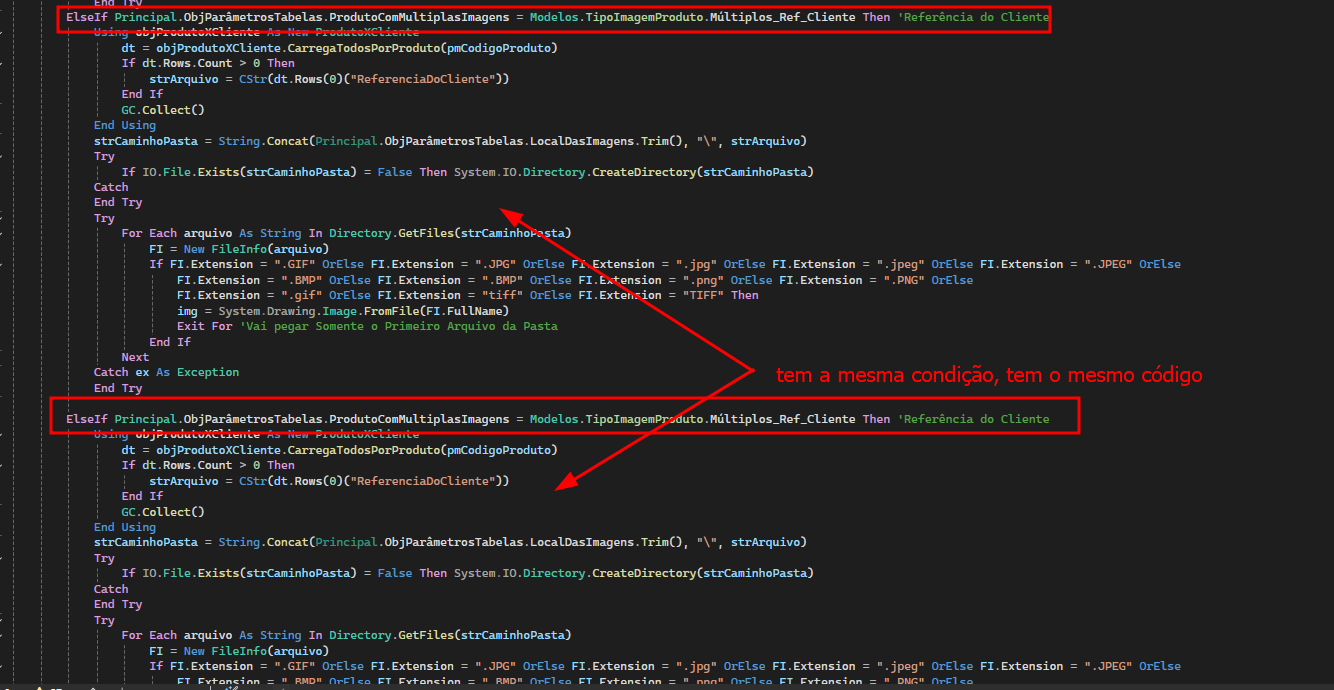 End Try
ElseIf Principal.ObjParâmetrosTabelas.ProdutoComMultiplasImagens = Modelos.TipoImagemProduto.Múltiplos_Ref_Cliente Then 'Referência do Cliente
Using objProdutoXCliente As New ProdutoXCliente
dt = objProdutoXCliente.CarregaTodosPorProduto(pmCodigoProduto)
If dt.Rows.Count > 0 Then
strArquivo = CStr(dt.Rows(0)("ReferenciaDoCliente"))
End If
GC.Collect()
End Using
strCaminhoPasta = String.Concat(Principal.ObjParâmetrosTabelas.LocalDasImagens.Trim(), "\", strArquivo)
Try
If IO.File.Exists(strCaminhoPasta) = False Then System.IO.Directory.CreateDirectory(strCaminhoPasta)
Catch
End Try
Try
For Each arquivo As String In Directory.GetFiles(strCaminhoPasta)
FI = New FileInfo(arquivo)
If FI.Extension = ".GIF" OrElse FI.Extension = ".JPG" OrElse FI.Extension = ".jpg" OrElse FI.Extension = ".jpeg" OrElse FI.Extension = ".JPEG" OrElse
FI.Extension = ".BMP" OrElse FI.Extension = ".BMP" OrElse FI.Extension = ".png" OrElse FI.Extension = ".PNG" OrElse
FI.Extension = ".gif" OrElse FI.Extension = "tiff" OrElse FI.Extension = "TIFF" Then
img = System.Drawing.Image.FromFile(FI.FullName)
Exit For 'Vai pegar Somente o Primeiro Arquivo da Pasta
End If
Next
Catch ex As Exception
End Try
tem a mesma condição, tem o mesmo código
ElseIf Principal.ObjParâmetrosTabelas.ProdutoComMultiplasImagens = Modelos.TipoImagemProduto.Múltiplos_Ref_Cliente Then 'Referência do Cliente
Using objProdutoXCliente As New ProdutoXCliente
dt = objProdutoXCliente.CarregaTodosPorProduto(pmCodigoProduto)
If dt.Rows.Count > 0 Then
strArquivo = CStr(dt.Rows(0)("ReferenciaDoCliente"))
End If
GC.Collect()
End Using
strCaminhoPasta = String.Concat(Principal.ObjParâmetrosTabelas.LocalDasImagens.Trim(), "\", strArquivo)
Try
If IO.File.Exists(strCaminhoPasta) = False Then System.IO.Directory.CreateDirectory(strCaminhoPasta)
Catch
End Try
Try
For Each arquivo As String In Directory.GetFiles(strCaminhoPasta)
FI = New FileInfo(arquivo)
If FI.Extension = ".GIF" OrElse FI.Extension = ".JPG" OrElse FI.Extension = ".jpg" OrElse FI.Extension = ".jpeg" OrElse FI.Extension = ".JPEG" OrElse
FI.Extension = ".BMP" OrElse FI.Extension = ".BMP" OrElse FI.Extension = ".png" OrElse FI.Extension = ".PNG" OrElse